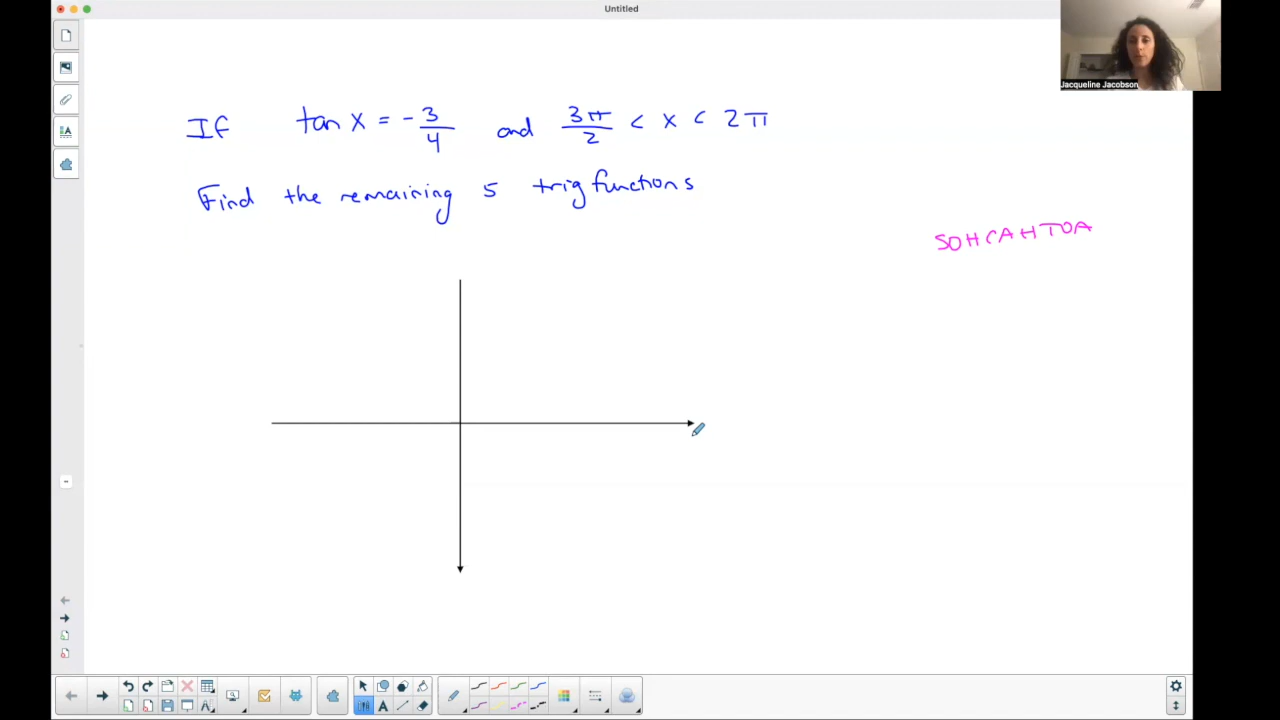 Untitled
Jacqueline Jacobson
If tan x = -3/4 and 3π/2 < x < 2π
Find the remaining 5 trig functions
SOHCAHTOA